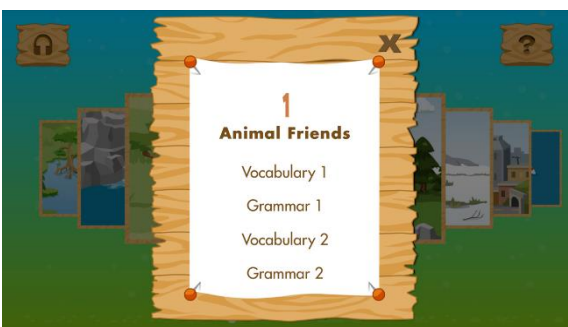 X
?
1
Animal Friends
Vocabulary 1
Grammar 1
Vocabulary 2
Grammar 2